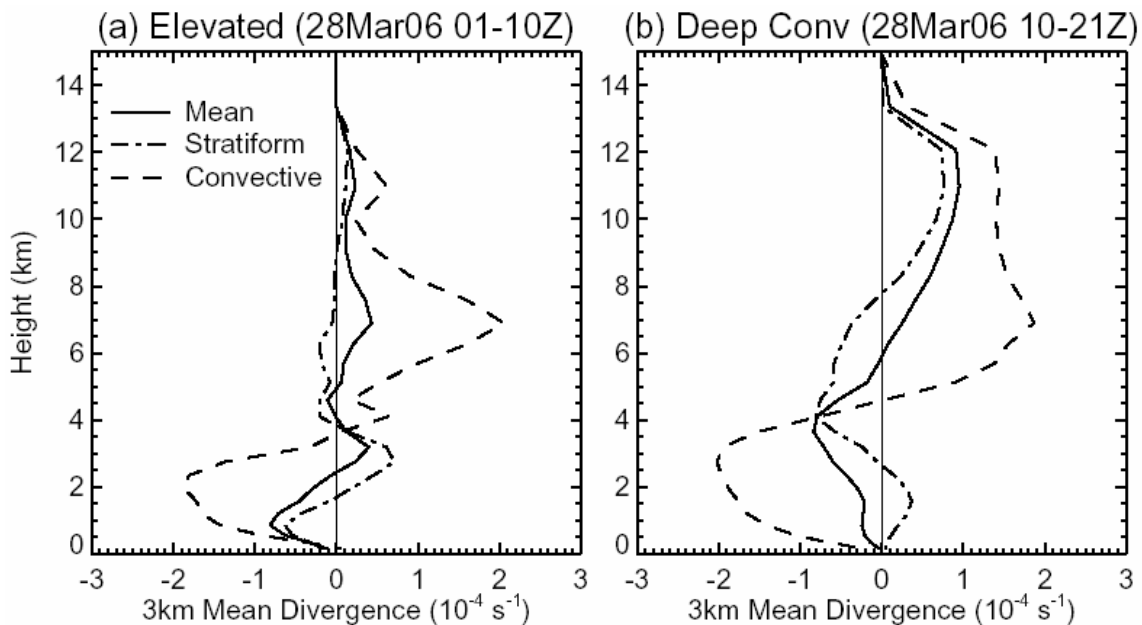 (a) Elevated (28Mar06 01-10Z)
14
12
10
8
6
4
2
0
Height (km)
Mean
Stratiform
Convective
-3 -2 -1 0 1 2 3
3km Mean Divergence (10⁻⁴ s⁻¹)
(b) Deep Conv (28Mar06 10-21Z)
14
12
10
8
6
4
2
0
-3 -2 -1 0 1 2 3
3km Mean Divergence (10⁻⁴ s⁻¹)